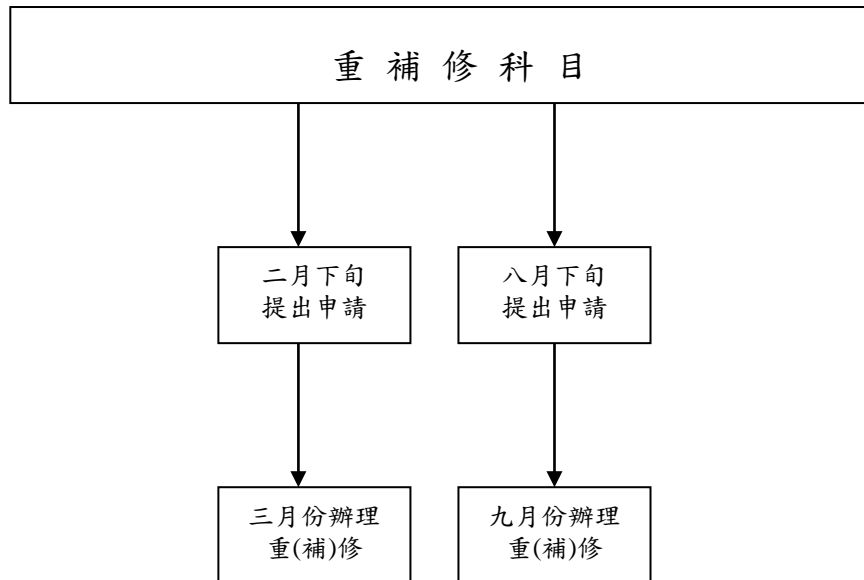 重補修科目
二月下旬
提出申請
八月下旬
提出申請
三月份辦理
重(補)修
九月份辦理
重(補)修